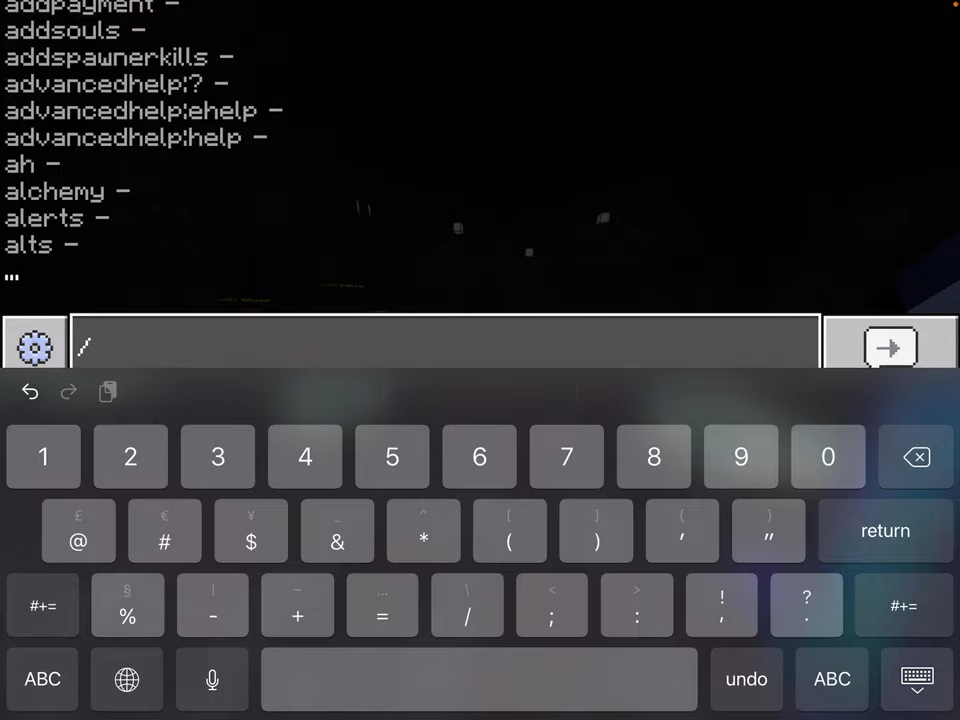 addpayment -
addsouls -
addspawnerkills -
advancedhelp:? -
advancedhelp:ehelp -
advancedhelp:help -
ah -
alchemy -
alerts -
alts -
...
/
1 2 3 4 5 6 7 8 9 0
£ € ¥ _ ^ [ ] { }
@ # $ & * ( ) ' " return
§ | ~ … \ < > ! ?
#+= % - + = / ; : , . #+=
ABC undo ABC